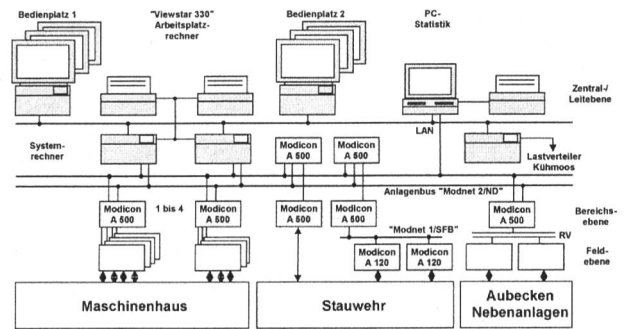 Bedienplatz 1
"Viewstar 330"
Arbeitsplatz
rechner
Bedienplatz 2
PC-
Statistik
Zentral-/
Leitebene
LAN
System-
rechner
Modicon
A 500
Modicon
A 500
Lastverteiler
Kühmoos
Anlagenbus "Modnet 2/ND"
Modicon
A 500
1 bis 4
Modicon
A 500
Modicon
A 500
Modicon
A 500
Modicon
A 500
Bereichs-
ebene
RV
"Modnet 1/SFB"
Modicon
A 120
Modicon
A 120
Feld-
ebene
Maschinenhaus
Stauwehr
Aubecken
Nebenanlagen